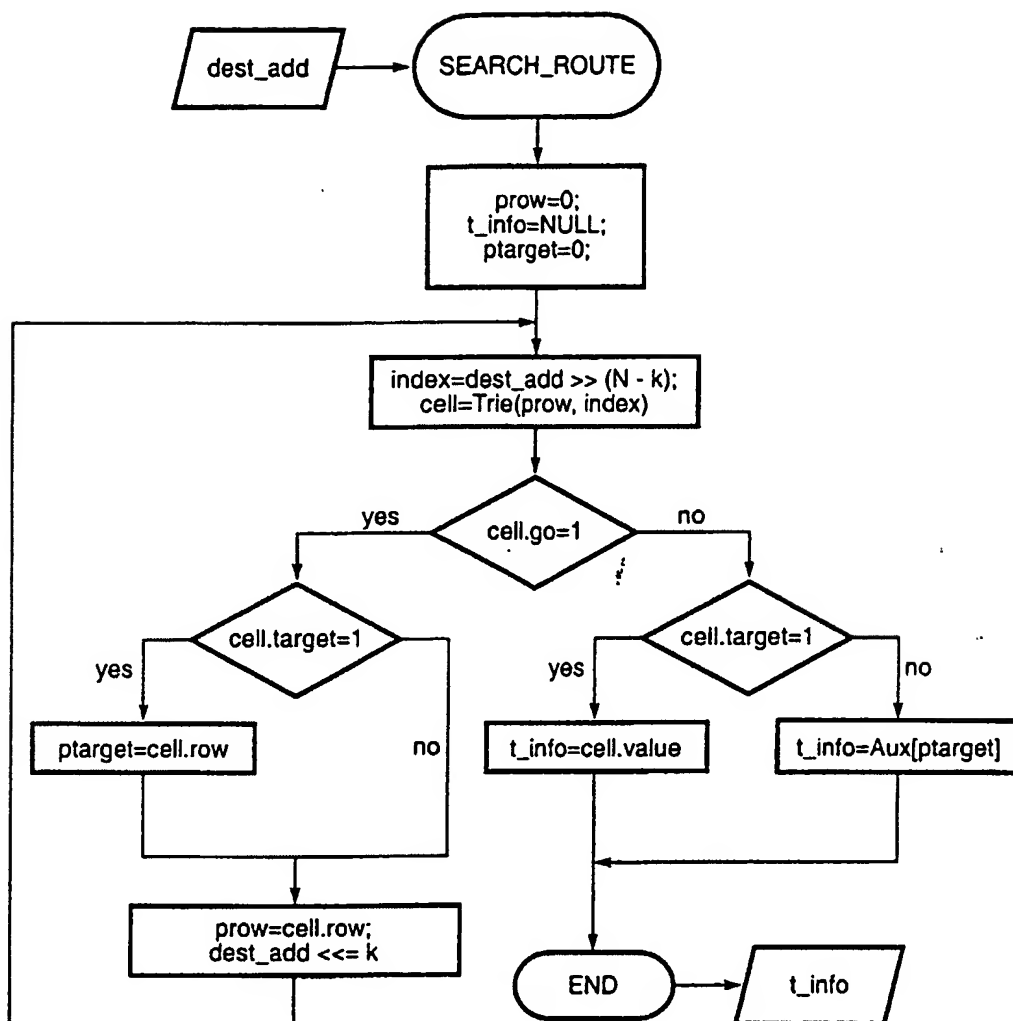 dest_add
SEARCH_ROUTE
prow=0;
t_info=NULL;
ptarget=0;
index=dest_add >> (N - k);
cell=Trie(prow, index)
cell.go=1
yes
no
cell.target=1
yes
no
ptarget=cell.row
cell.target=1
yes
no
t_info=cell.value
t_info=Aux[ptarget]
prow=cell.row;
dest_add <<= k
END
t_info